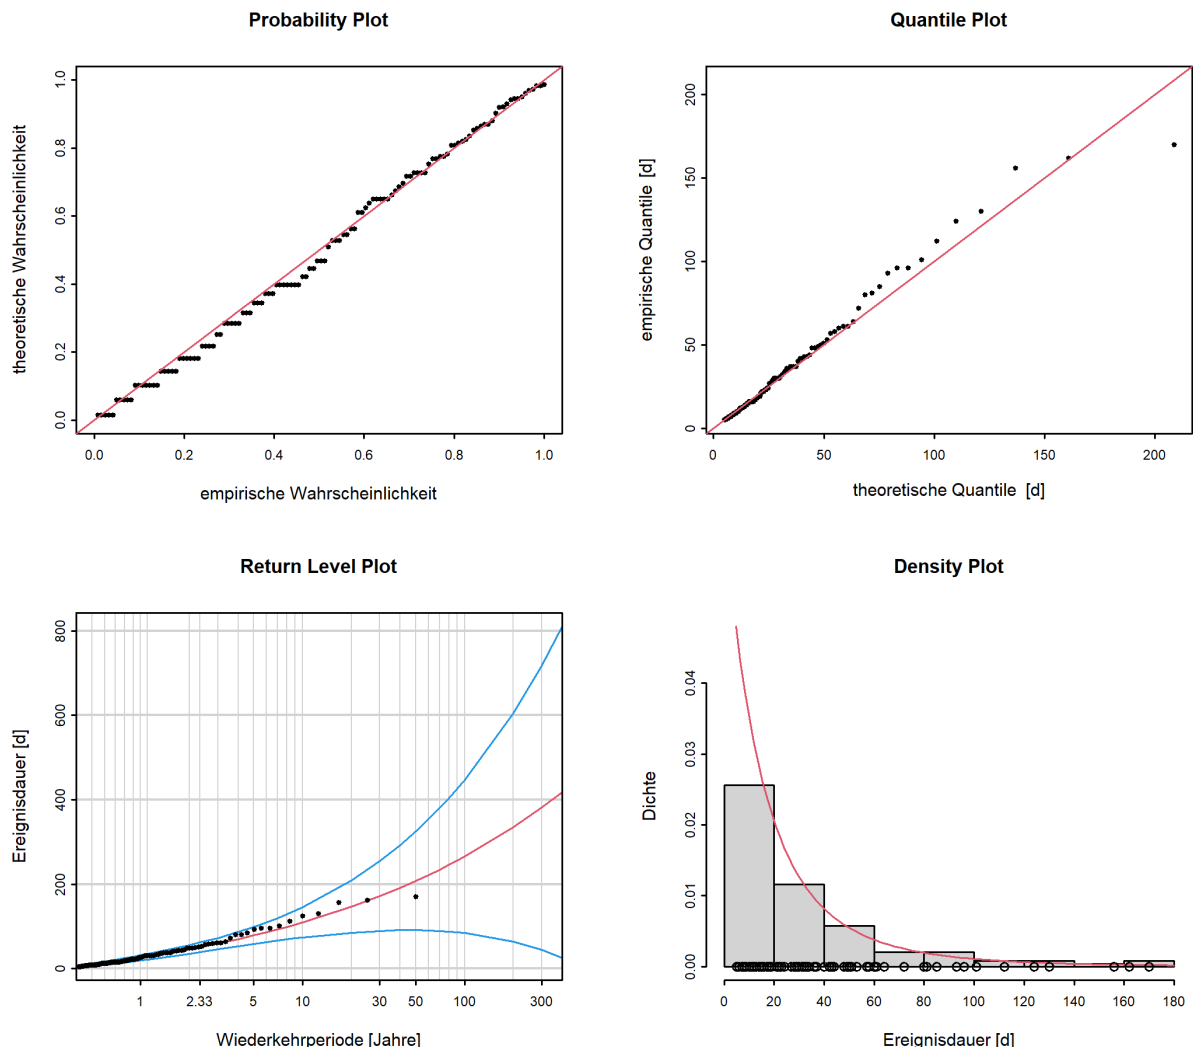 Probability Plot
theoretische Wahrscheinlichkeit
0.0 0.2 0.4 0.6 0.8 1.0
0.0 0.2 0.4 0.6 0.8 1.0
empirische Wahrscheinlichkeit
Quantile Plot
empirische Quantile [d]
0 50 100 150 200
0 50 100 150 200
theoretische Quantile [d]
Return Level Plot
Ereignisdauer [d]
0 200 400 600 800
1 2.33 5 10 30 50 100 300
Wiederkehrperiode [Jahre]
Density Plot
Dichte
0.00 0.01 0.02 0.03 0.04
0 20 40 60 80 100 120 140 160 180
Ereignisdauer [d]